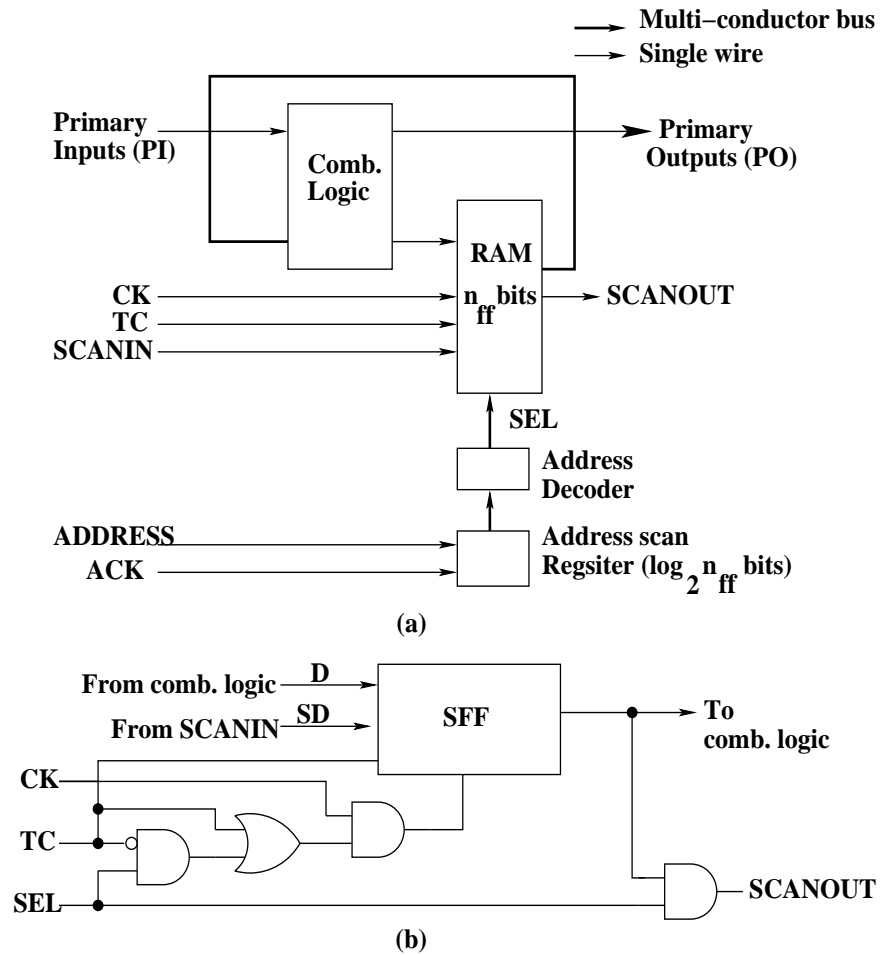 Multi−conductor bus
Single wire
Primary
Inputs (PI)
Comb.
Logic
Primary
Outputs (PO)
RAM
n ff bits
CK
TC
SCANIN
SCANOUT
SEL
Address
Decoder
ADDRESS
ACK
Address scan
Regsiter (log 2 n ff bits)
(a)
From comb. logic D
From SCANIN SD
SFF
To
comb. logic
CK
TC
SEL
SCANOUT
(b)